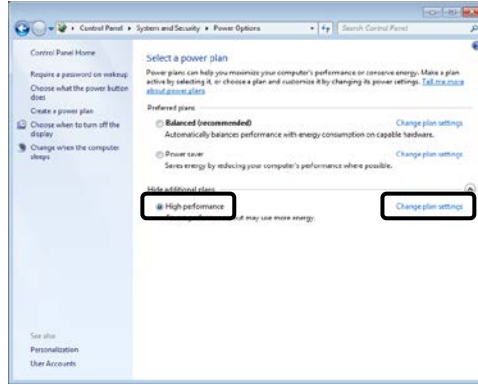 Control Panel ▸ System and Security ▸ Power Options
Search Control Panel
Control Panel Home
Require a password on wakeup
Choose what the power button
does
Create a power plan
Choose when to turn off the
display
Change when the computer
sleeps
See also
Personalization
User Accounts
Select a power plan
Power plans can help you maximize your computer's performance or conserve energy. Make a plan
active by selecting it, or choose a plan and customize it by changing its power settings. Tell me more
about power plans
Preferred plans
Balanced (recommended) Change plan settings
Automatically balances performance with energy consumption on capable hardware.
Power saver Change plan settings
Saves energy by reducing your computer's performance where possible.
Hide additional plans
High performance Change plan settings
but may use more energy.